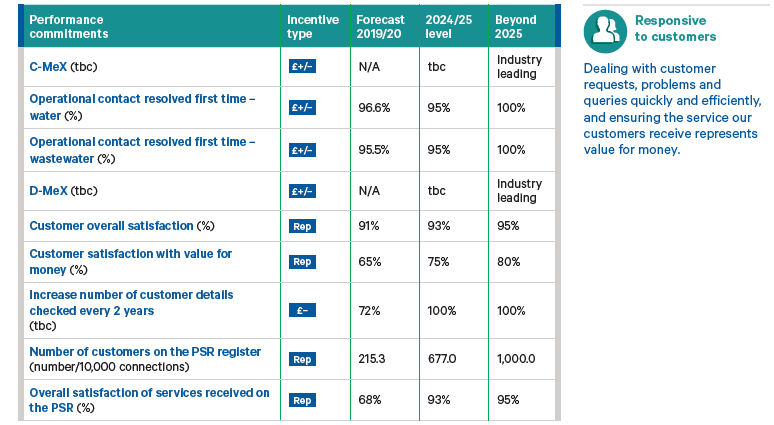 Performance commitments | Incentive type | Forecast 2019/20 | 2024/25 level | Beyond 2025
C-MeX (tbc) | £+/– | N/A | tbc | Industry leading
Operational contact resolved first time – water (%) | £+/– | 96.6% | 95% | 100%
Operational contact resolved first time – wastewater (%) | £+/– | 95.5% | 95% | 100%
D-MeX (tbc) | £+/– | N/A | tbc | Industry leading
Customer overall satisfaction (%) | Rep | 91% | 93% | 95%
Customer satisfaction with value for money (%) | Rep | 65% | 75% | 80%
Increase number of customer details checked every 2 years (tbc) | £– | 72% | 100% | 100%
Number of customers on the PSR register (number/10,000 connections) | Rep | 215.3 | 677.0 | 1,000.0
Overall satisfaction of services received on the PSR (%) | Rep | 68% | 93% | 95%
Responsive
to customers
Dealing with customer
requests, problems and
queries quickly and efficiently,
and ensuring the service our
customers receive represents
value for money.